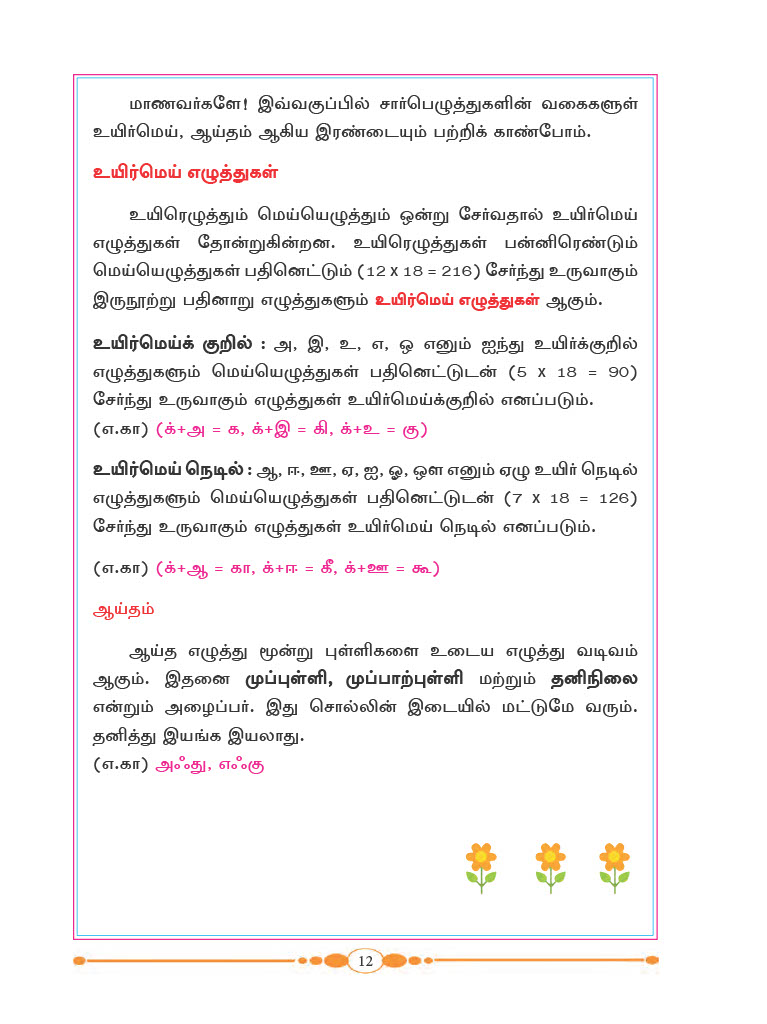 மாணவர்களே! இவ்வகுப்பில் சார்பெழுத்துகளின் வகைகளுள்
உயிர்மெய், ஆய்தம் ஆகிய இரண்டையும் பற்றிக் காண்போம்.
உயிர்மெய் எழுத்துகள்
உயிரெழுத்தும் மெய்யெழுத்தும் ஒன்று சேர்வதால் உயிர்மெய்
எழுத்துகள் தோன்றுகின்றன. உயிரெழுத்துகள் பன்னிரெண்டும்
மெய்யெழுத்துகள் பதினெட்டும் (12 x 18 = 216) சேர்ந்து உருவாகும்
இருநூற்று பதினாறு எழுத்துகளும் உயிர்மெய் எழுத்துகள் ஆகும்.
உயிர்மெய்க் குறில் : அ, இ, உ, எ, ஒ எனும் ஐந்து உயிர்க்குறில்
எழுத்துகளும் மெய்யெழுத்துகள் பதினெட்டுடன் (5 x 18 = 90)
சேர்ந்து உருவாகும் எழுத்துகள் உயிர்மெய்க்குறில் எனப்படும்.
(எ.கா) (க்+அ = க, க்+இ = கி, க்+உ = கு)
உயிர்மெய் நெடில் : ஆ, ஈ, ஊ, ஏ, ஐ, ஓ, ஔ எனும் ஏழு உயிர் நெடில்
எழுத்துகளும் மெய்யெழுத்துகள் பதினெட்டுடன் (7 x 18 = 126)
சேர்ந்து உருவாகும் எழுத்துகள் உயிர்மெய் நெடில் எனப்படும்.
(எ.கா) (க்+ஆ = கா, க்+ஈ = கீ, க்+ஊ = கூ)
ஆய்தம்
ஆய்த எழுத்து மூன்று புள்ளிகளை உடைய எழுத்து வடிவம்
ஆகும். இதனை முப்புள்ளி, முப்பாற்புள்ளி மற்றும் தனிநிலை
என்றும் அழைப்பர். இது சொல்லின் இடையில் மட்டுமே வரும்.
தனித்து இயங்க இயலாது.
(எ.கா) அஃது, எஃகு
12